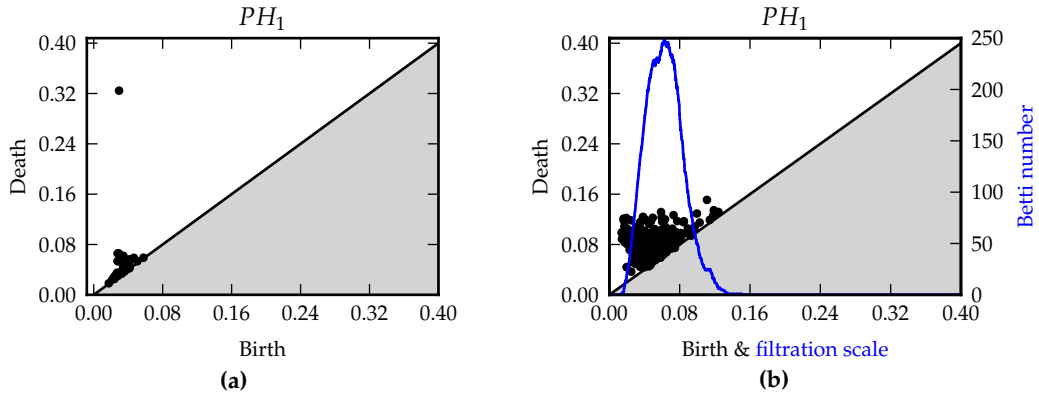 PH1
0.40
0.32
0.24
0.16
0.08
0.00
Death
0.00 0.08 0.16 0.24 0.32 0.40
Birth
(a)
PH1
0.40
0.32
0.24
0.16
0.08
0.00
Death
250
200
150
100
50
0
Betti number
0.00 0.08 0.16 0.24 0.32 0.40
Birth & filtration scale
(b)